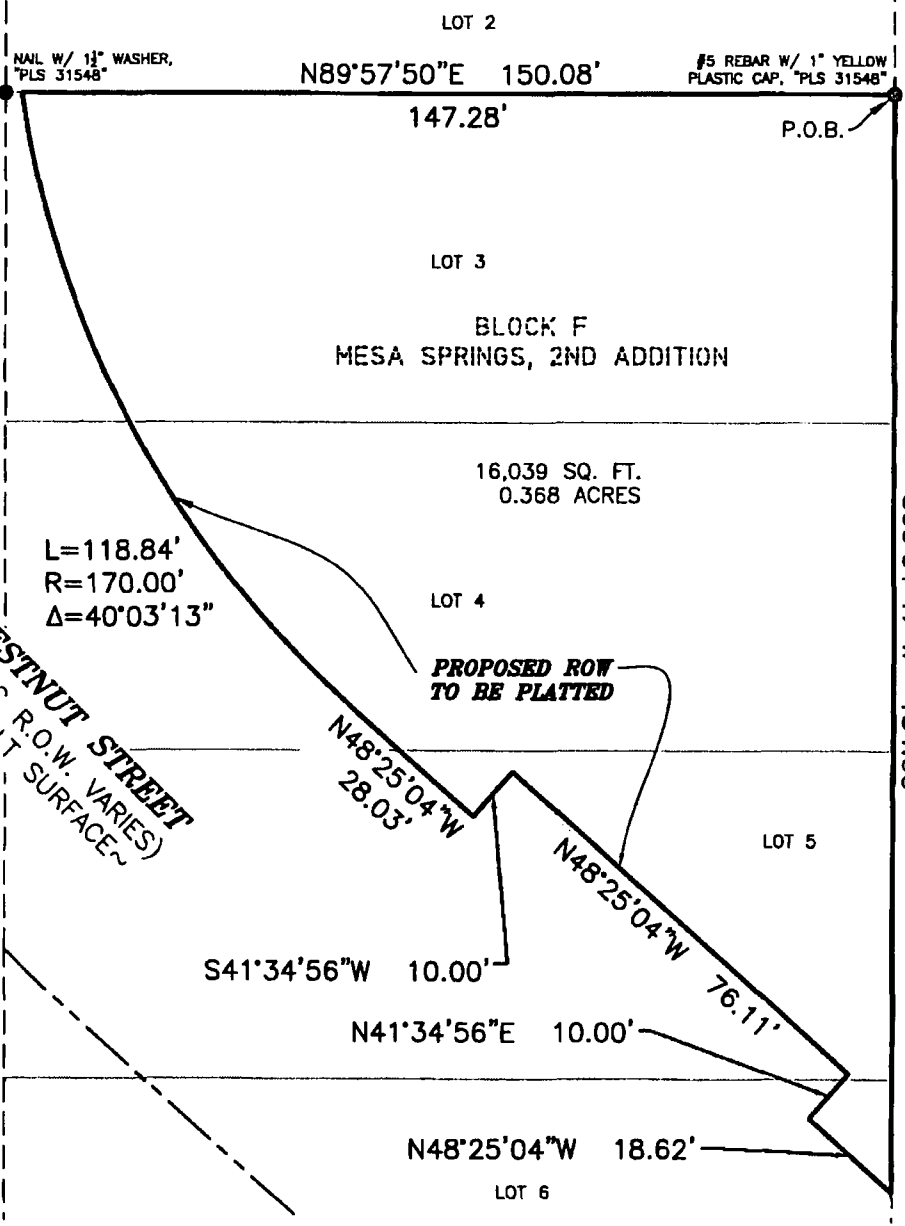 LOT 2
NAIL W/ 1½" WASHER,
"PLS 31548"
N89°57'50"E 150.08'
#5 REBAR W/ 1" YELLOW
PLASTIC CAP, "PLS 31548"
147.28'
P.O.B.
LOT 3
BLOCK F
MESA SPRINGS, 2ND ADDITION
16,039 SQ. FT.
0.368 ACRES
L=118.84'
R=170.00'
Δ=40°03'13"
LOT 4
PROPOSED ROW
TO BE PLATTED
ESTNUT STREET
R.O.W. VARIES)
LT SURFACE~
N48°25'04"W
28.03'
LOT 5
N48°25'04"W 76.11'
S41°34'56"W 10.00'
N41°34'56"E 10.00'
N48°25'04"W 18.62'
LOT 6